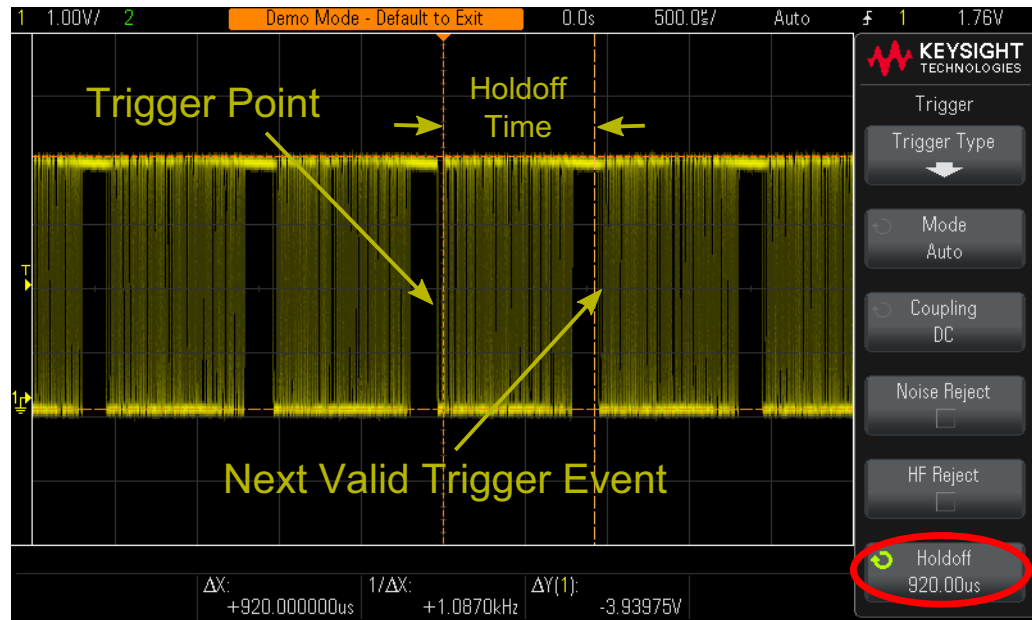 1 1.00V/ 2 Demo Mode - Default to Exit 0.0s 500.0µs/ Auto 1 1.76V
KEYSIGHT
TECHNOLOGIES
Trigger
Trigger Type
Mode
Auto
Coupling
DC
Noise Reject
HF Reject
Holdoff
920.00us
Trigger Point
Holdoff
Time
T
1
Next Valid Trigger Event
ΔX:
+920.000000us
1/ΔX:
+1.0870kHz
ΔY(1):
-3.93975V